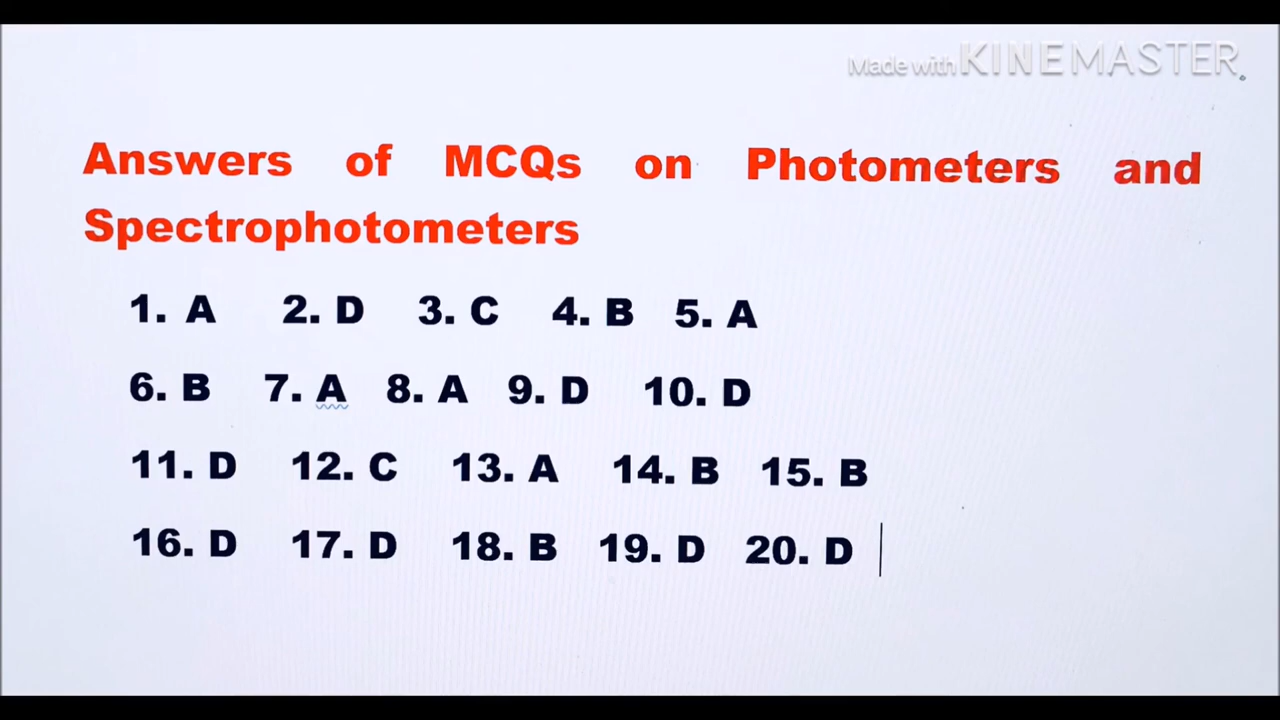 Made with KINEMASTER
Answers of MCQs on Photometers and
Spectrophotometers
1. A 2. D 3. C 4. B 5. A
6. B 7. A 8. A 9. D 10. D
11. D 12. C 13. A 14. B 15. B
16. D 17. D 18. B 19. D 20. D